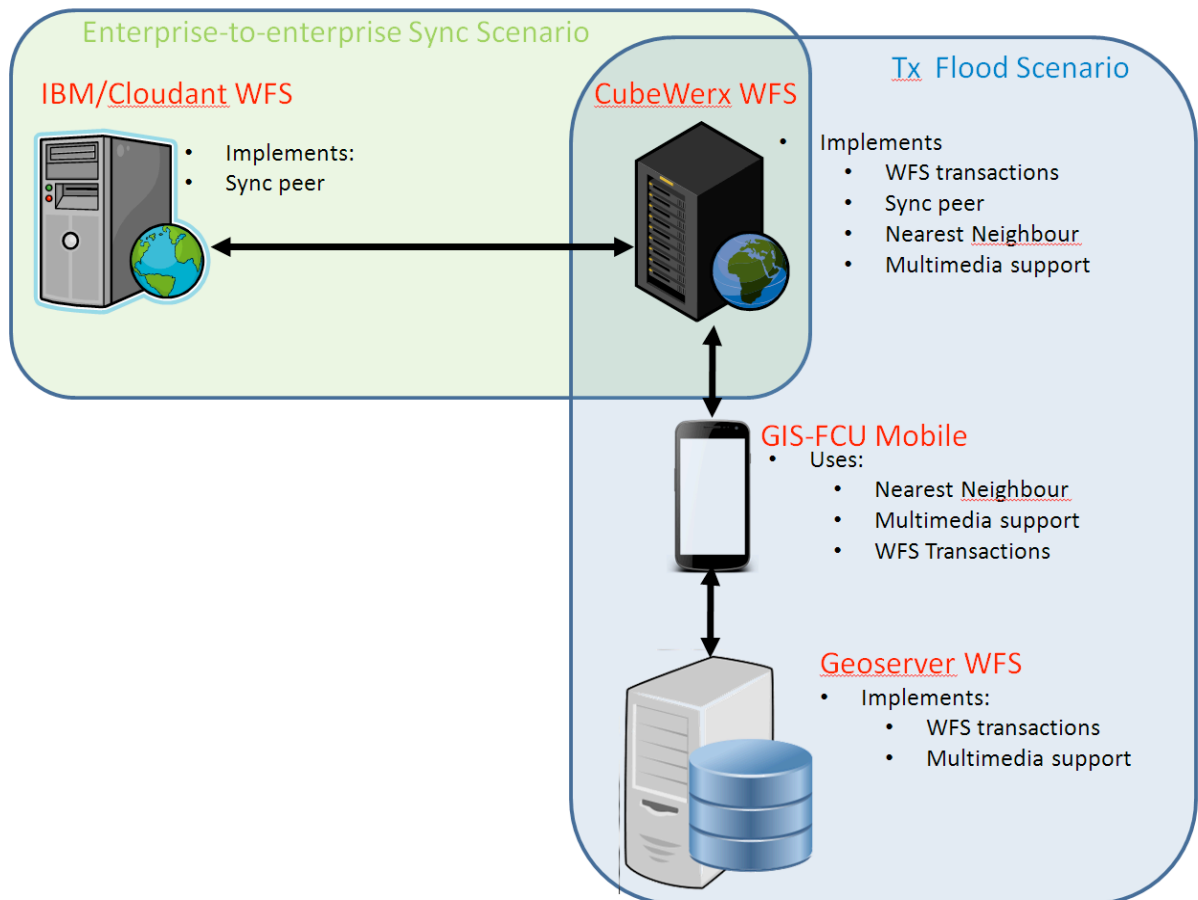 Enterprise-to-enterprise Sync Scenario
Tx Flood Scenario
IBM/Cloudant WFS
• Implements:
• Sync peer
CubeWerx WFS
• Implements
• WFS transactions
• Sync peer
• Nearest Neighbour
• Multimedia support
GIS-FCU Mobile
• Uses:
• Nearest Neighbour
• Multimedia support
• WFS Transactions
Geoserver WFS
• Implements:
• WFS transactions
• Multimedia support